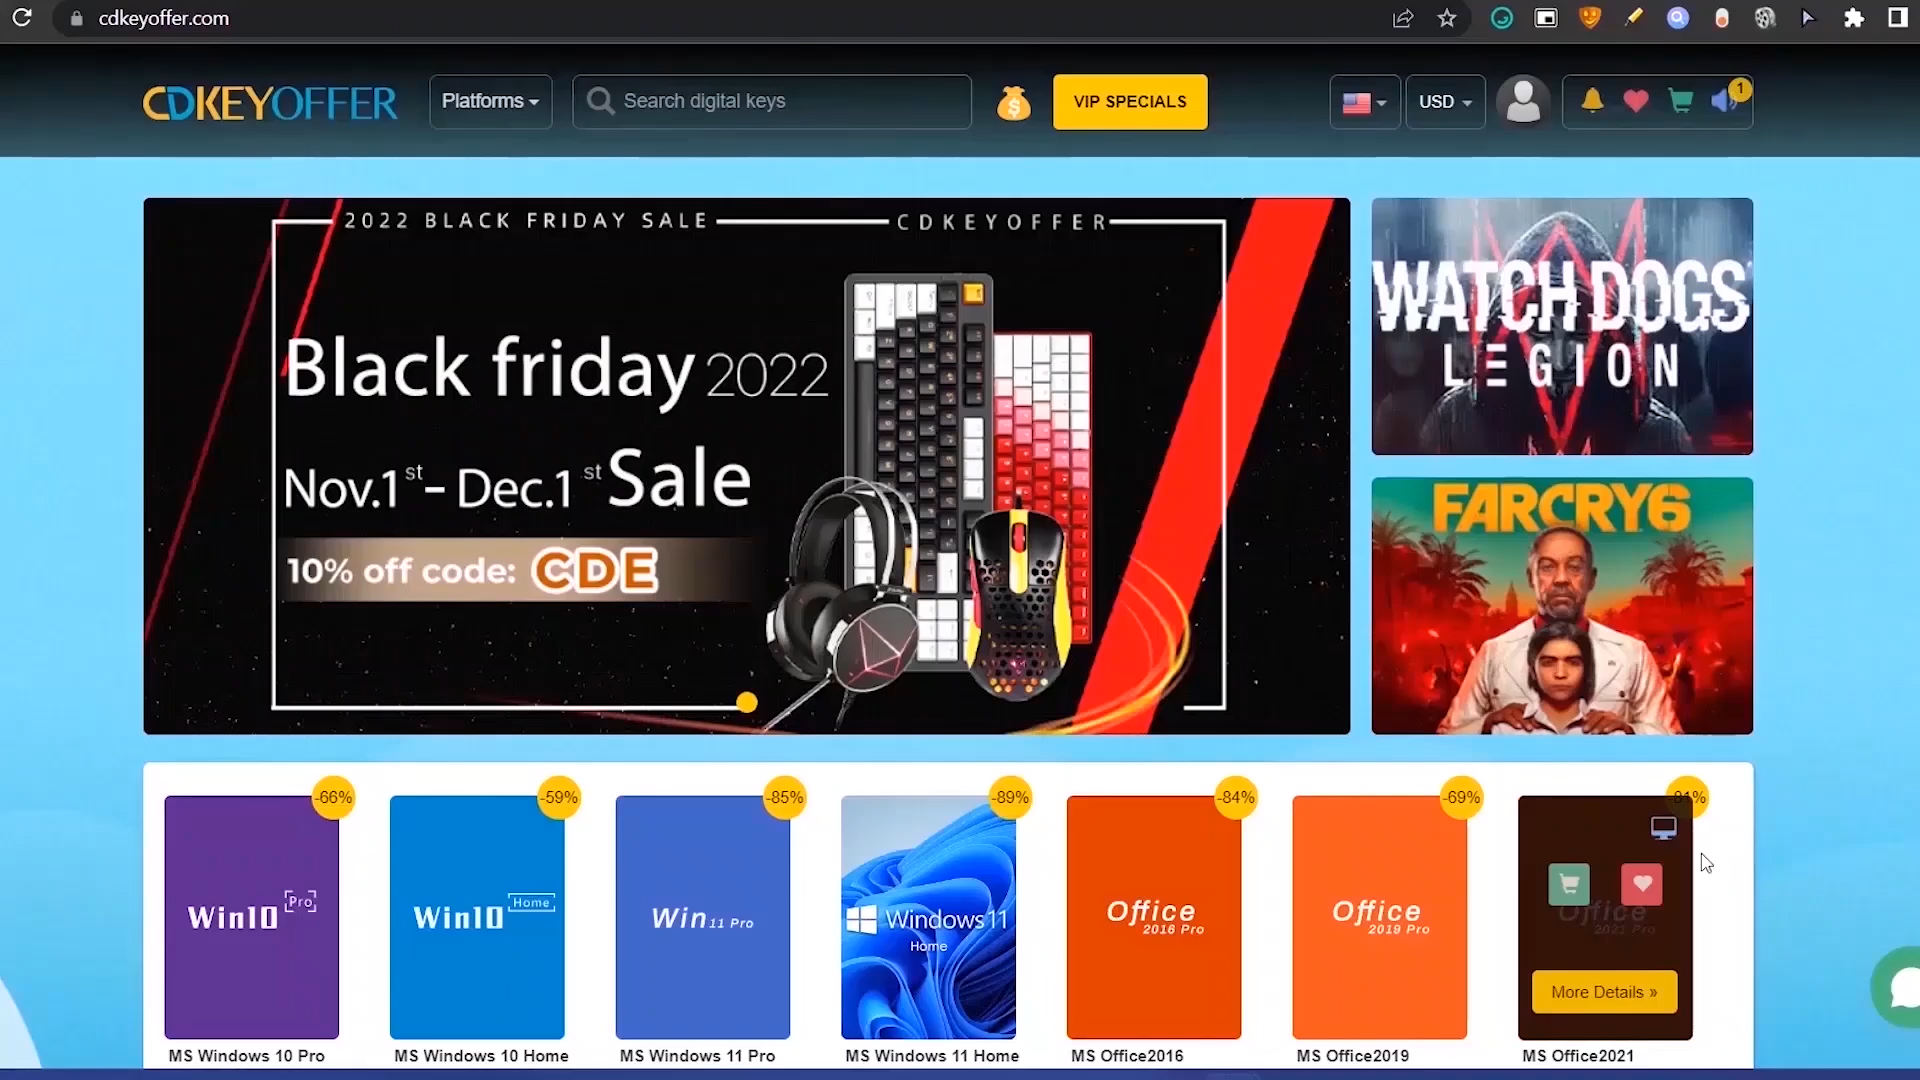 cdkeyoffer.com
CDKEYOFFER
Platforms
Search digital keys
$
VIP SPECIALS
USD
1
2022 BLACK FRIDAY SALE
CDKEYOFFER
Black friday 2022
Nov.1st - Dec.1st Sale
10% off code: CDE
WATCH DOGS
LEGION
FARCRY6
-66%
-59%
-85%
-89%
-84%
-69%
-81%
Win10 Pro
Win10 Home
Win 11 Pro
Windows 11
Home
Office
2016 Pro
Office
2019 Pro
Office
2021 Pro
More Details »
MS Windows 10 Pro
MS Windows 10 Home
MS Windows 11 Pro
MS Windows 11 Home
MS Office2016
MS Office2019
MS Office2021